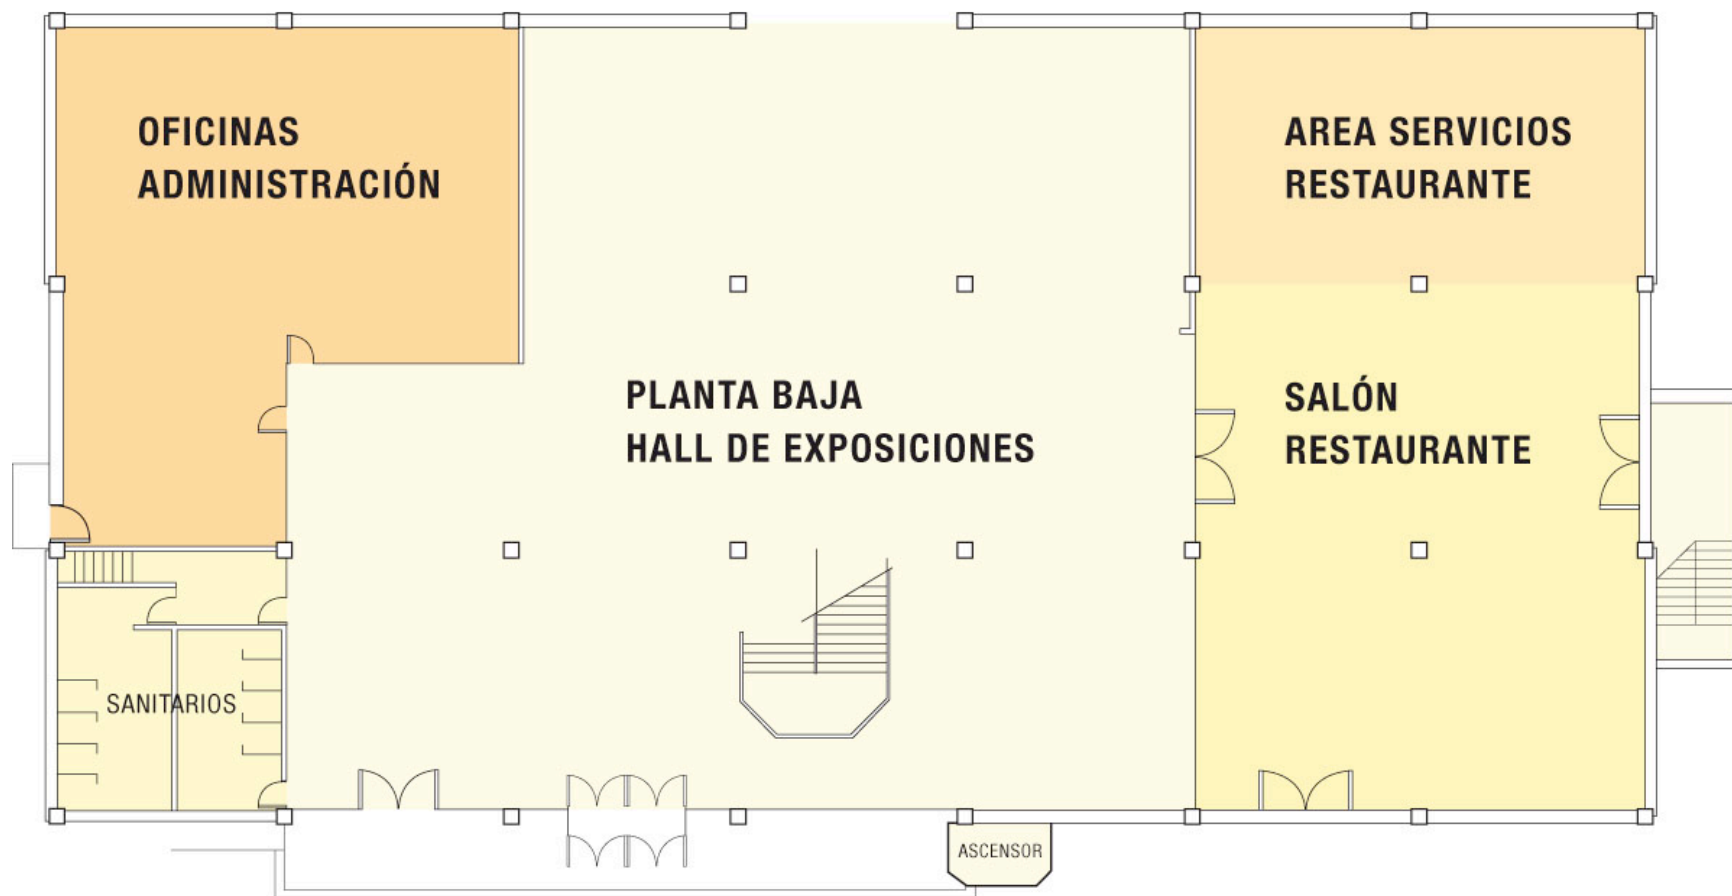 OFICINAS
ADMINISTRACIÓN
AREA SERVICIOS
RESTAURANTE
PLANTA BAJA
HALL DE EXPOSICIONES
SALÓN
RESTAURANTE
SANITARIOS
ASCENSOR